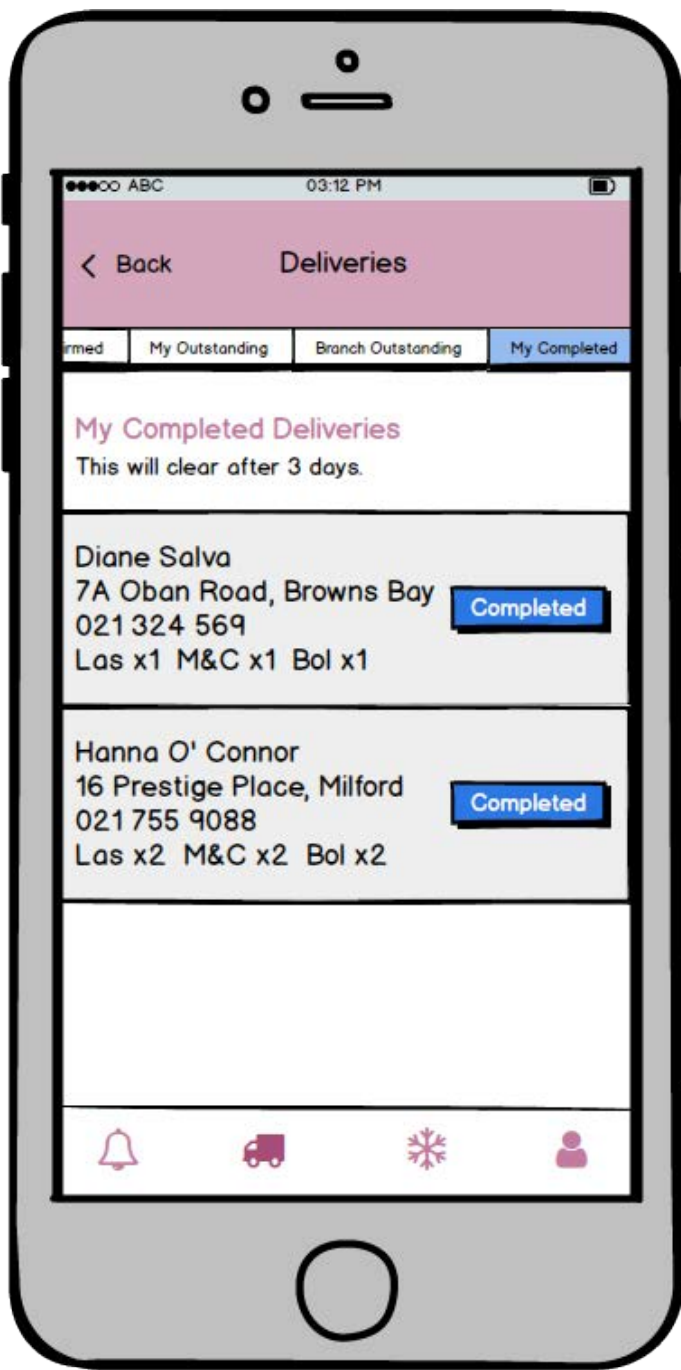 ABC 03:12 PM
Back Deliveries
irmed My Outstanding Branch Outstanding My Completed
My Completed Deliveries
This will clear after 3 days.
Diane Salva
7A Oban Road, Browns Bay
021 324 569
Las x1 M&C x1 Bol x1
Completed
Hanna O' Connor
16 Prestige Place, Milford
021 755 9088
Las x2 M&C x2 Bol x2
Completed